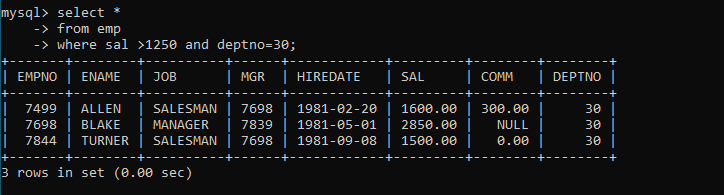 mysql> select *
    -> from emp
    -> where sal >1250 and deptno=30;
+-------+--------+----------+------+------------+---------+--------+--------+
| EMPNO | ENAME  | JOB      | MGR  | HIREDATE   | SAL     | COMM   | DEPTNO |
+-------+--------+----------+------+------------+---------+--------+--------+
|  7499 | ALLEN  | SALESMAN | 7698 | 1981-02-20 | 1600.00 | 300.00 |     30 |
|  7698 | BLAKE  | MANAGER  | 7839 | 1981-05-01 | 2850.00 |   NULL |     30 |
|  7844 | TURNER | SALESMAN | 7698 | 1981-09-08 | 1500.00 |   0.00 |     30 |
+-------+--------+----------+------+------------+---------+--------+--------+
3 rows in set (0.00 sec)